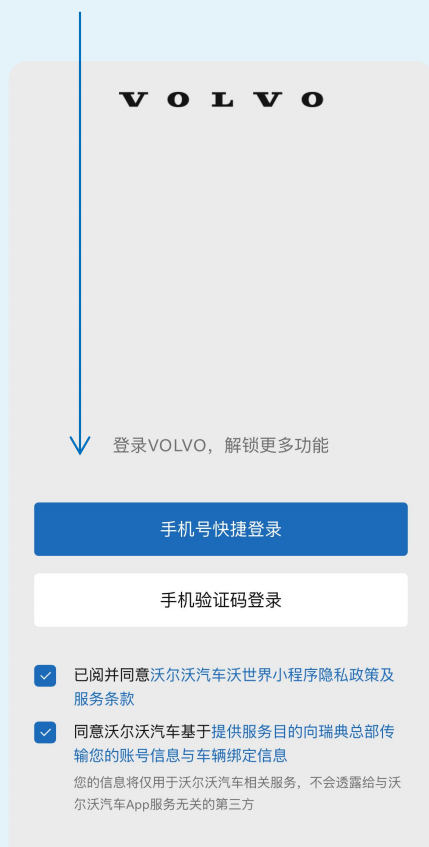 VOLVO
登录VOLVO，解锁更多功能
手机号快捷登录
手机验证码登录
已阅并同意沃尔沃汽车沃世界小程序隐私政策及
服务条款
同意沃尔沃汽车基于提供服务目的向瑞典总部传
输您的账号信息与车辆绑定信息
您的信息将仅用于沃尔沃汽车相关服务，不会透露给与沃
尔沃汽车App服务无关的第三方